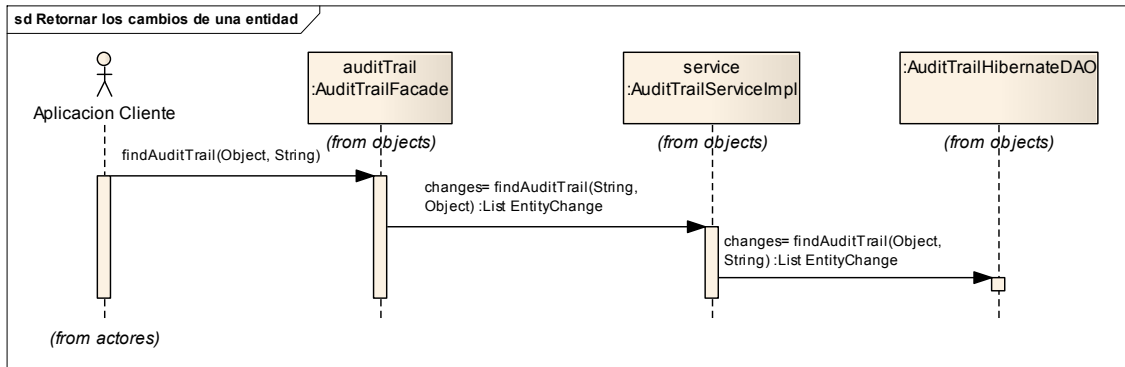 sd Retornar los cambios de una entidad
Aplicacion Cliente
auditTrail
:AuditTrailFacade
service
:AuditTrailServiceImpl
:AuditTrailHibernateDAO
(from objects)
(from objects)
(from objects)
findAuditTrail(Object, String)
changes= findAuditTrail(String,
Object) :List EntityChange
changes= findAuditTrail(Object,
String) :List EntityChange
(from actores)